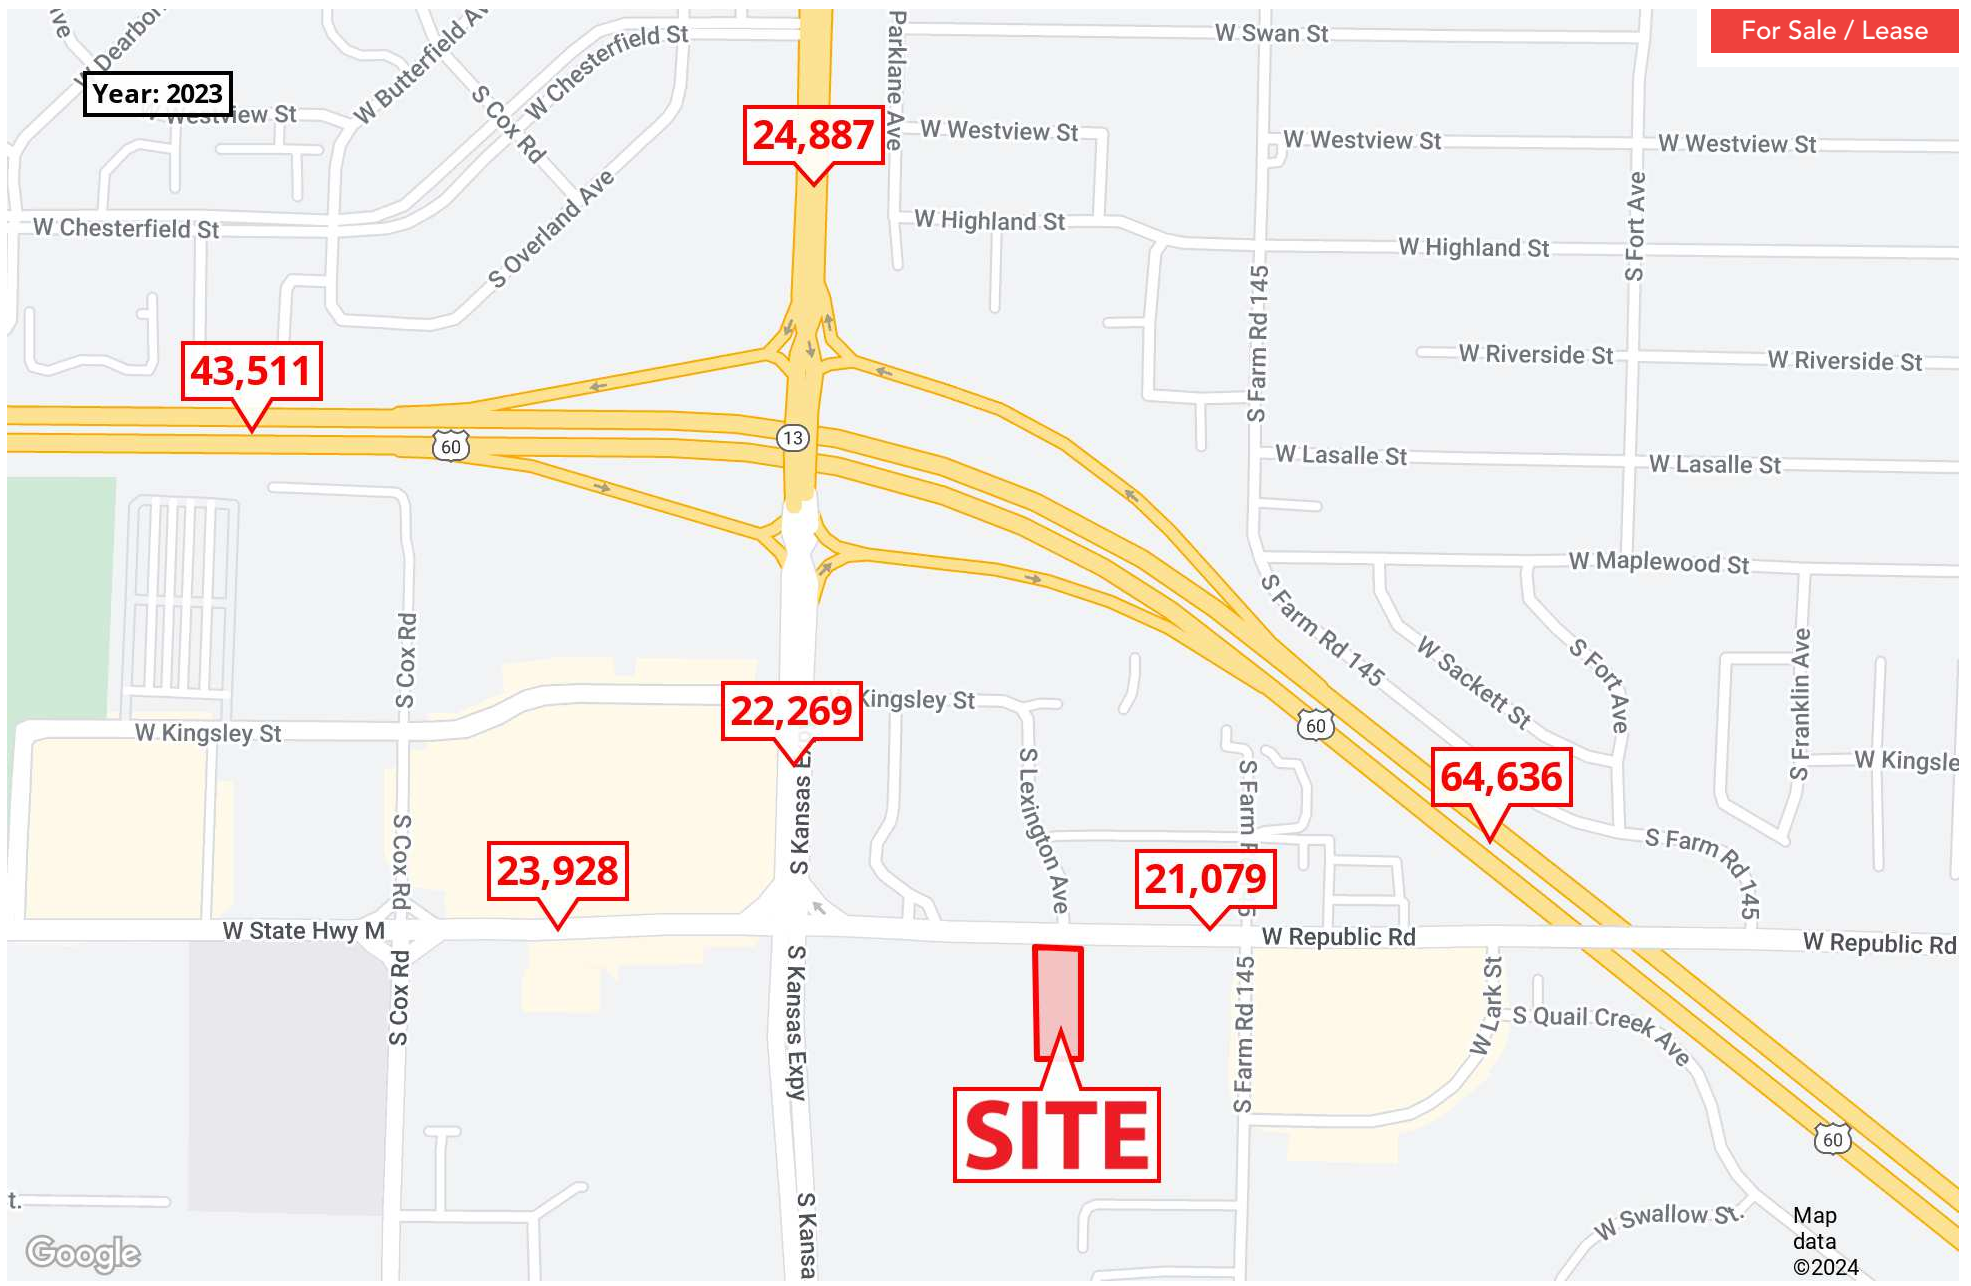 For Sale / Lease
Year: 2023
Ave
W Dearborn
W Butterfield Av
W Chesterfield St
S Cox Rd
Parklane Ave
W Swan St
Westview St
24,887
W Westview St
W Westview St
W Westview St
S Fort Ave
W Chesterfield St
S Overland Ave
W Highland St
W Highland St
S Farm Rd 145
43,511
W Riverside St
W Riverside St
60
13
W Lasalle St
W Lasalle St
W Maplewood St
S Farm Rd 145
S Cox Rd
W Sackett St
S Fort Ave
S Franklin Ave
22,269
Kingsley St
W Kingsley St
60
S Lexington Ave
S Farm
64,636
W Kingsle
S Kansas E
S Cox Rd
23,928
21,079
S Farm Rd 145
W State Hwy M
W Republic Rd
W Republic Rd
S Cox Rd
S Kansas Expy
S Farm Rd 145
W Lark St
S Quail Creek Ave
SITE
60
t.
S Kansa
W Swallow St.
Google
Map
data
©2024